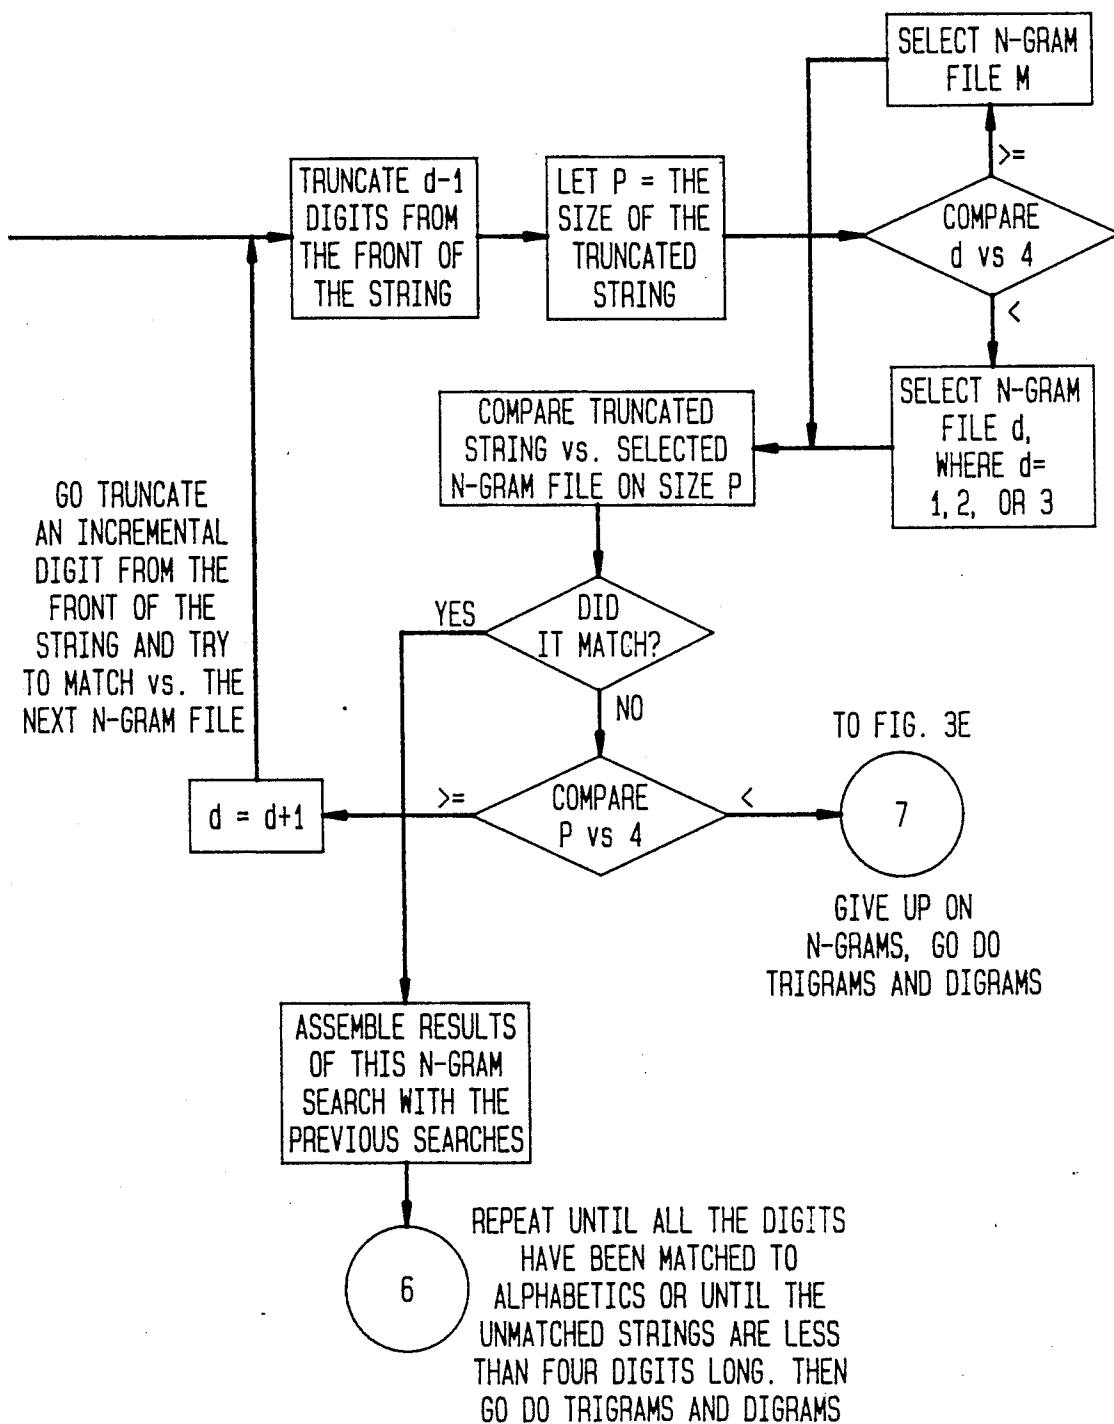 SELECT N-GRAM
FILE M
>=
TRUNCATE d-1
DIGITS FROM
THE FRONT OF
THE STRING
LET P = THE
SIZE OF THE
TRUNCATED
STRING
COMPARE
d vs 4
<
SELECT N-GRAM
FILE d,
WHERE d=
1, 2, OR 3
COMPARE TRUNCATED
STRING vs. SELECTED
N-GRAM FILE ON SIZE P
GO TRUNCATE
AN INCREMENTAL
DIGIT FROM THE
FRONT OF THE
STRING AND TRY
TO MATCH vs. THE
NEXT N-GRAM FILE
YES
DID
IT MATCH?
NO
TO FIG. 3E
d = d+1
>=
COMPARE
P vs 4
<
7
GIVE UP ON
N-GRAMS, GO DO
TRIGRAMS AND DIGRAMS
ASSEMBLE RESULTS
OF THIS N-GRAM
SEARCH WITH THE
PREVIOUS SEARCHES
6
REPEAT UNTIL ALL THE DIGITS
HAVE BEEN MATCHED TO
ALPHABETICS OR UNTIL THE
UNMATCHED STRINGS ARE LESS
THAN FOUR DIGITS LONG. THEN
GO DO TRIGRAMS AND DIGRAMS